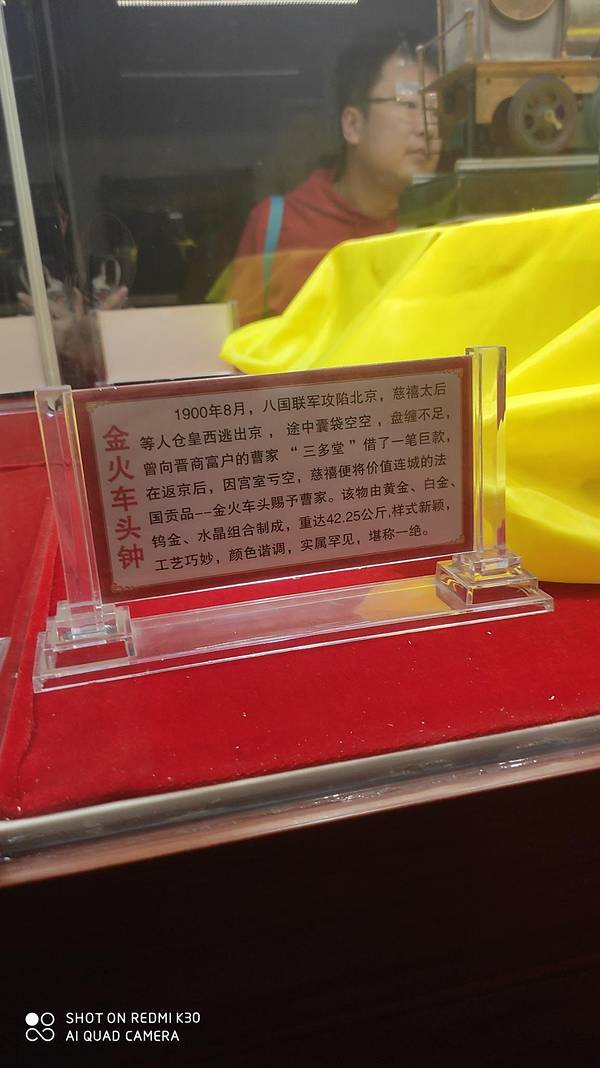 金火车头钟
1900年8月，八国联军攻陷北京，慈禧太后
等人仓皇西逃出京，途中囊袋空空，盘缠不足，
曾向晋商富户的曹家“三多堂”借了一笔巨款，
在返京后，因宫室亏空，慈禧便将价值连城的法
国贡品--金火车头赐予曹家。该物由黄金、白金、
钨金、水晶组合制成，重达42.25公斤，样式新颖，
工艺巧妙，颜色谐调，实属罕见，堪称一绝。
SHOT ON REDMI K30
AI QUAD CAMERA